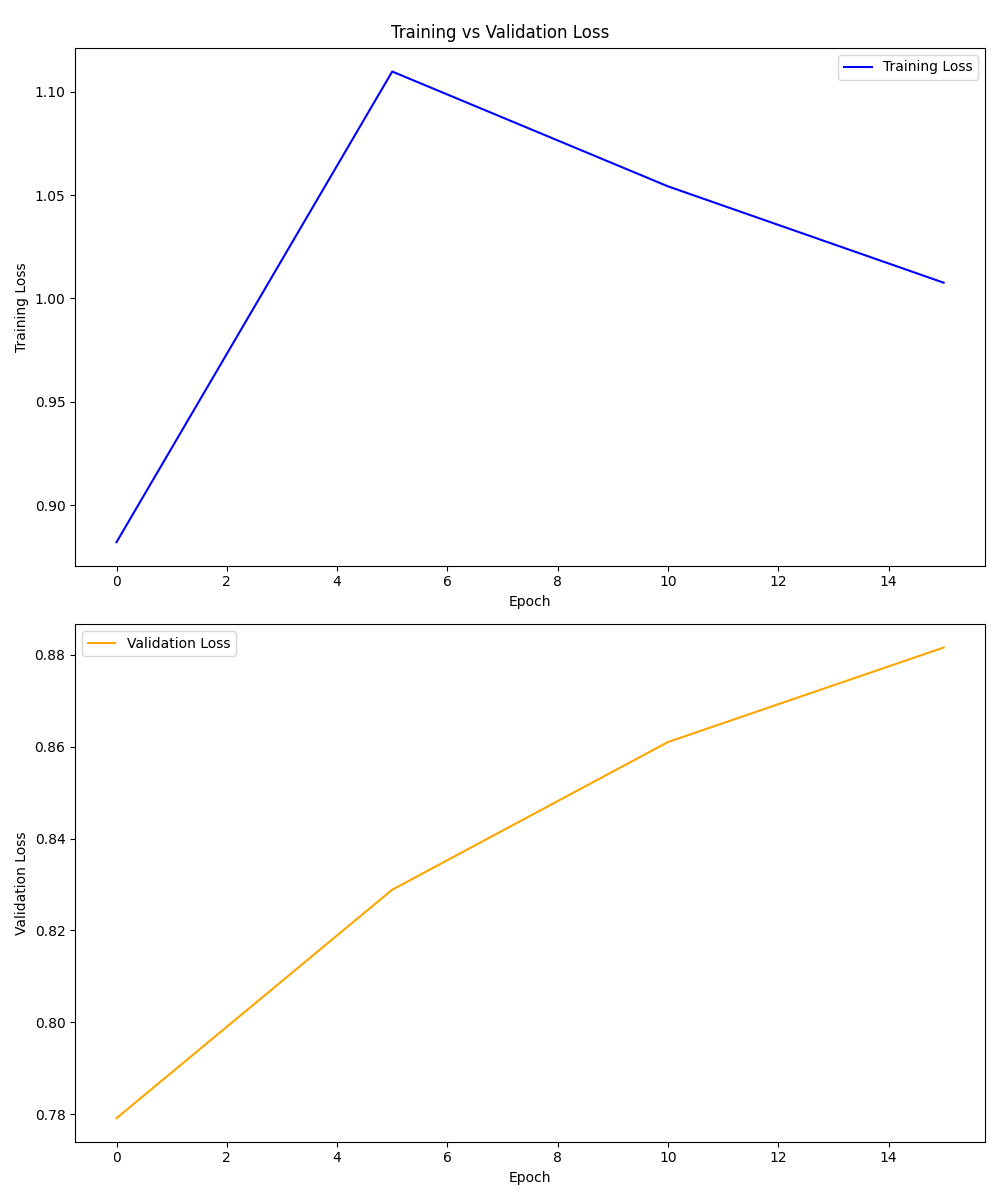 Training vs Validation Loss
Training Loss
1.10
1.05
1.00
0.95
0.90
Training Loss
0 2 4 6 8 10 12 14
Epoch
Validation Loss
0.88
0.86
0.84
0.82
0.80
0.78
Validation Loss
0 2 4 6 8 10 12 14
Epoch